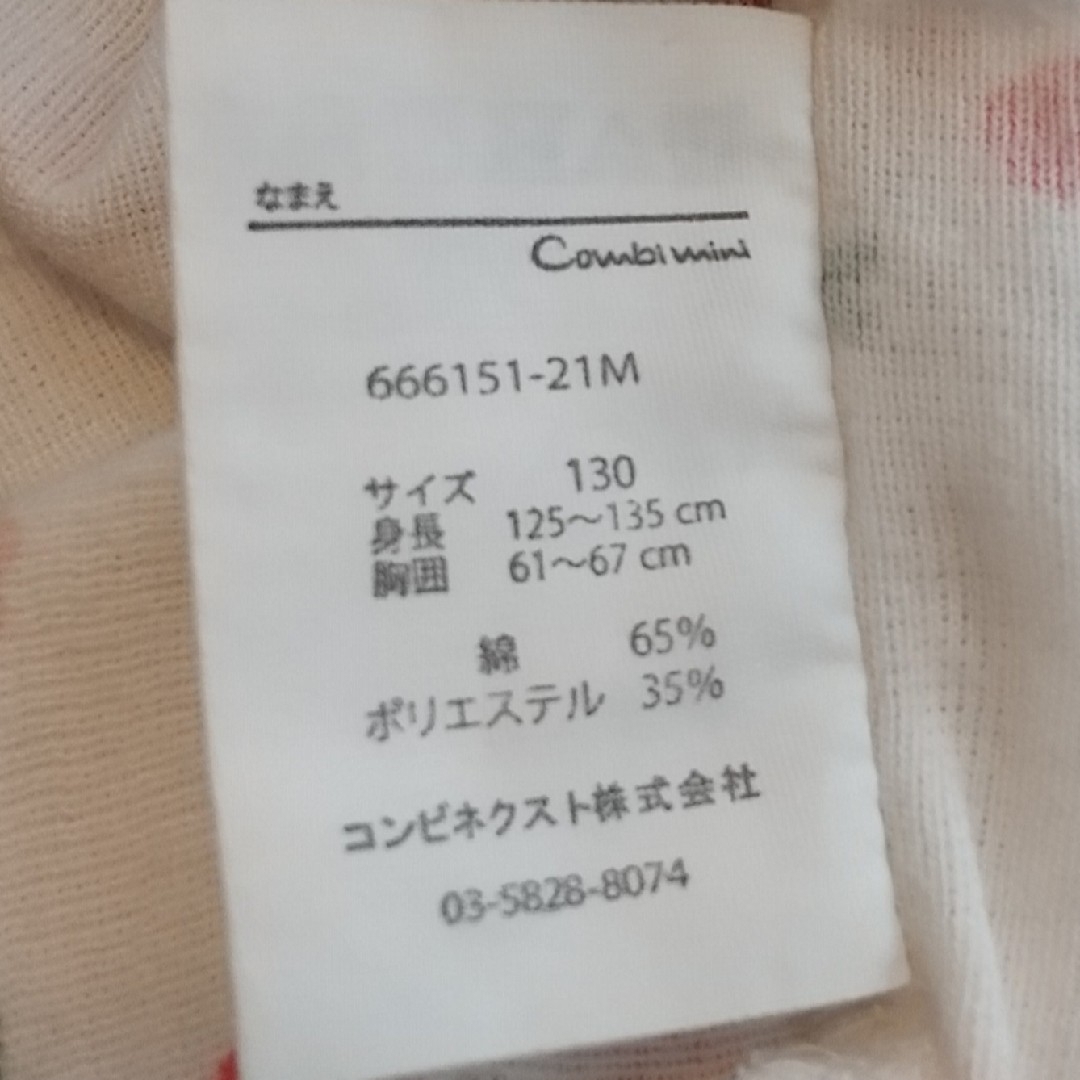 なまえ
Combi mini
666151-21M
サイズ 130
身長 125〜135 cm
胸囲 61〜67 cm
綿 65%
ポリエステル 35%
コンビネクスト株式会社
03-5828-8074